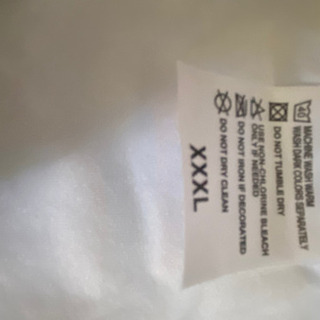 40
MACHINE WASH WARM
WASH DARK COLORS SEPARATELY
DO NOT TUMBLE DRY
USE NON-CHLORINE BLEACH
ONLY IF NEEDED
DO NOT IRON IF DECORATED
DO NOT DRY CLEAN
XXXL